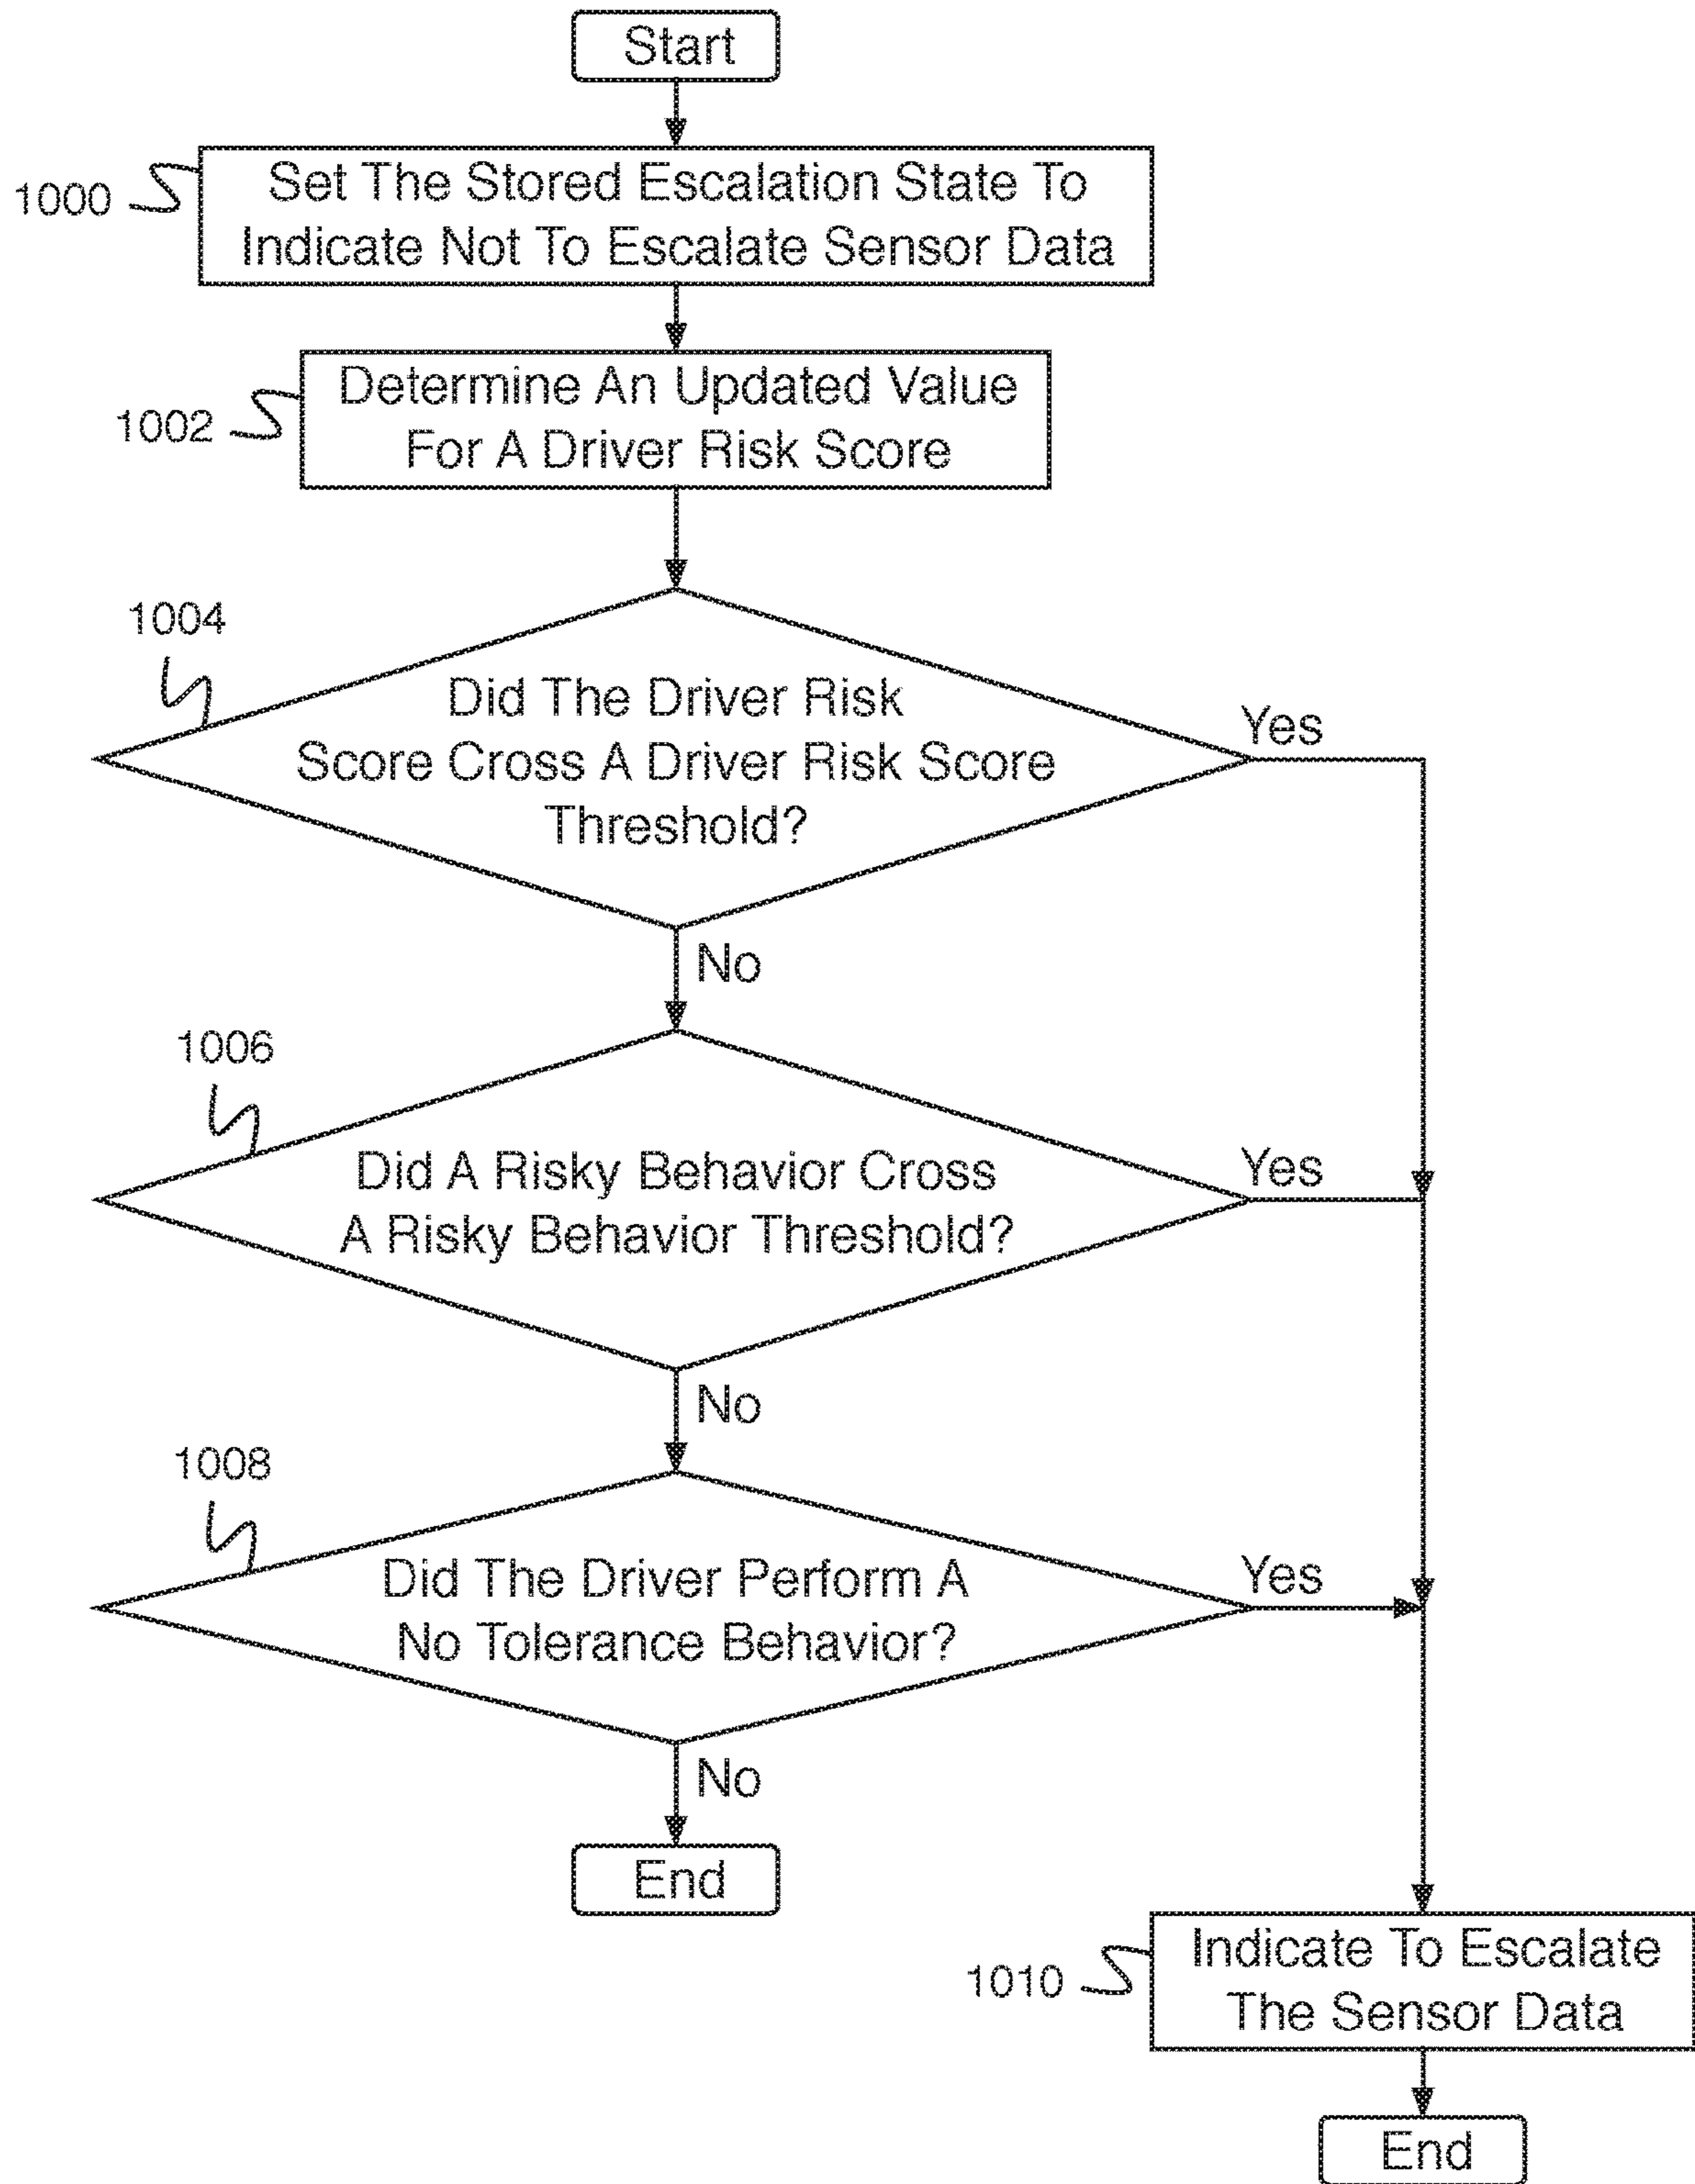 Start
1000
Set The Stored Escalation State To
Indicate Not To Escalate Sensor Data
1002
Determine An Updated Value
For A Driver Risk Score
1004
Did The Driver Risk
Score Cross A Driver Risk Score
Threshold?
Yes
No
1006
Did A Risky Behavior Cross
A Risky Behavior Threshold?
Yes
No
1008
Did The Driver Perform A
No Tolerance Behavior?
Yes
No
End
1010
Indicate To Escalate
The Sensor Data
End